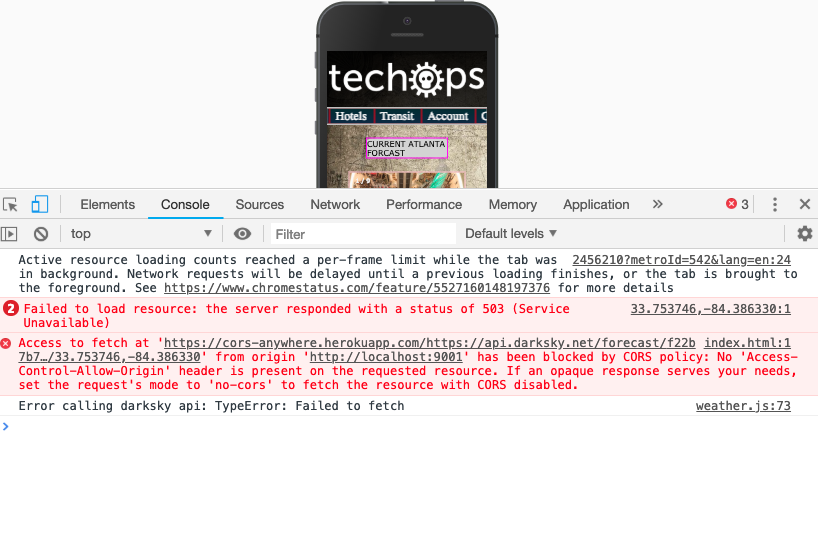 techops
Hotels Transit Account
CURRENT ATLANTA
FORCAST
Elements Console Sources Network Performance Memory Application » 3
top Filter Default levels
Active resource loading counts reached a per-frame limit while the tab was 2456210?metroId=542&lang=en:24
in background. Network requests will be delayed until a previous loading finishes, or the tab is brought to
the foreground. See https://www.chromestatus.com/feature/5527160148197376 for more details
2 Failed to load resource: the server responded with a status of 503 (Service 33.753746,-84.386330:1
Unavailable)
Access to fetch at 'https://cors-anywhere.herokuapp.com/https://api.darksky.net/forecast/f22b index.html:1
17b7…/33.753746,-84.386330' from origin 'http://localhost:9001' has been blocked by CORS policy: No 'Access-
Control-Allow-Origin' header is present on the requested resource. If an opaque response serves your needs,
set the request's mode to 'no-cors' to fetch the resource with CORS disabled.
Error calling darksky api: TypeError: Failed to fetch weather.js:73